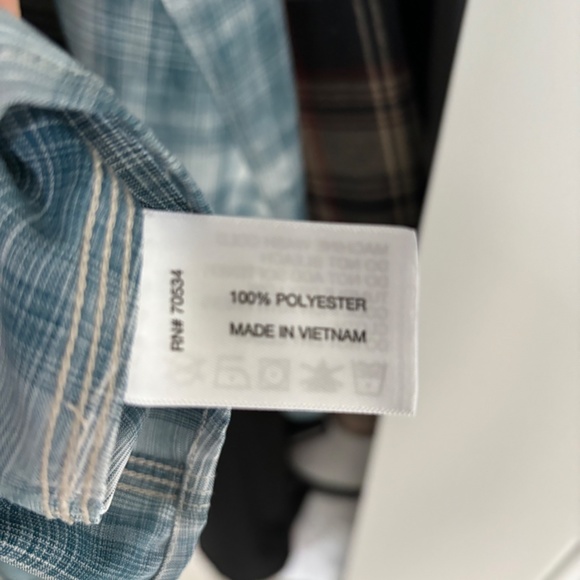 100% POLYESTER
MADE IN VIETNAM
RN# 70534